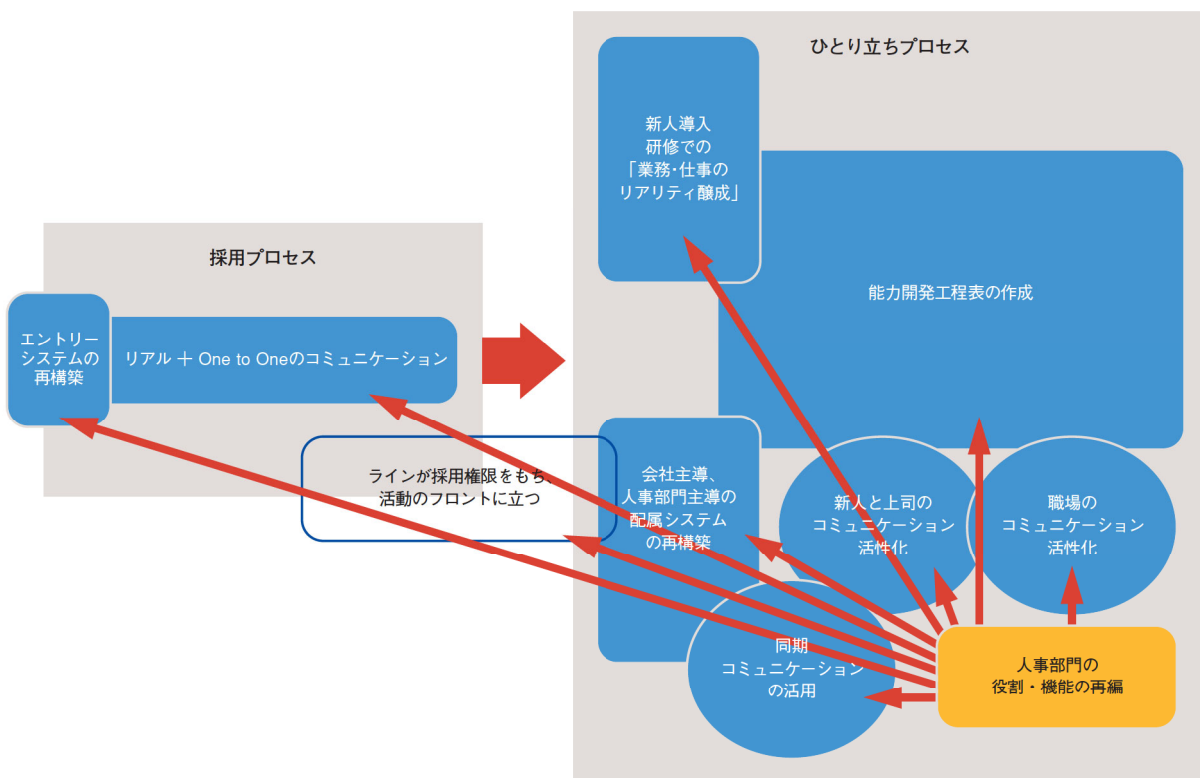 ひとり立ちプロセス
新人導入
研修での
「業務・仕事の
リアリティ醸成」
能力開発工程表の作成
採用プロセス
エントリー
システムの
再構築
リアル + One to Oneのコミュニケーション
ラインが採用権限をもち、
活動のフロントに立つ
会社主導、
人事部門主導の
配属システム
の再構築
新人と上司の
コミュニケーション
活性化
職場の
コミュニケーション
活性化
同期
コミュニケーション
の活用
人事部門の
役割・機能の再編